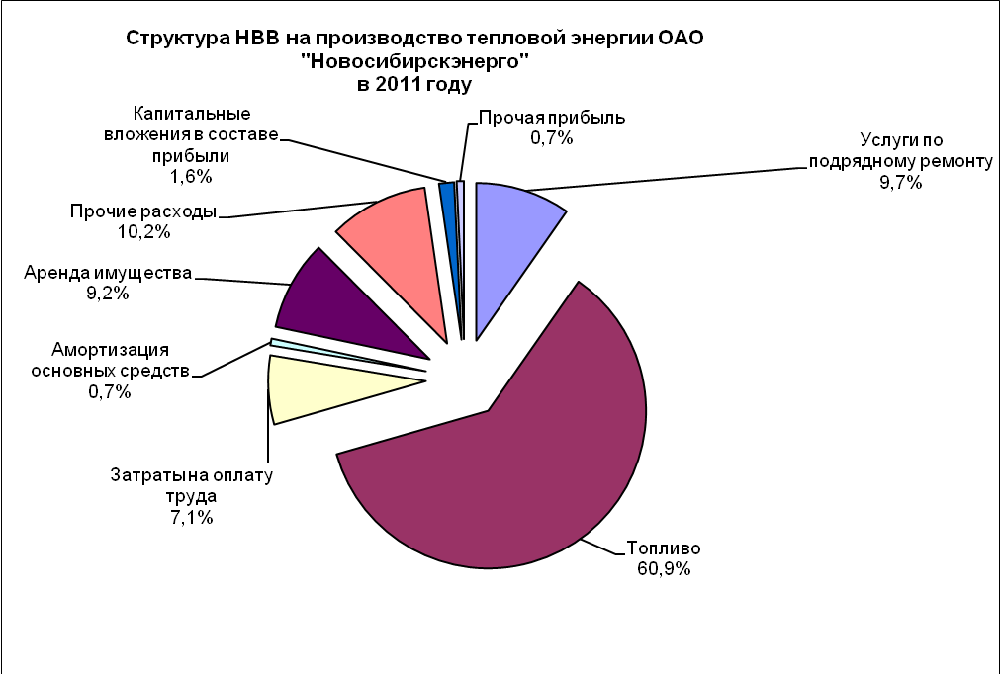 Структура НВВ на производство тепловой энергии ОАО
"Новосибирскэнерго"
в 2011 году
Капитальные
вложения в составе
прибыли
1,6%
Прочая прибыль
0,7%
Услуги по
подрядному ремонту
9,7%
Прочие расходы
10,2%
Аренда имущества
9,2%
Амортизация
основных средств
0,7%
Затраты на оплату
труда
7,1%
Топливо
60,9%